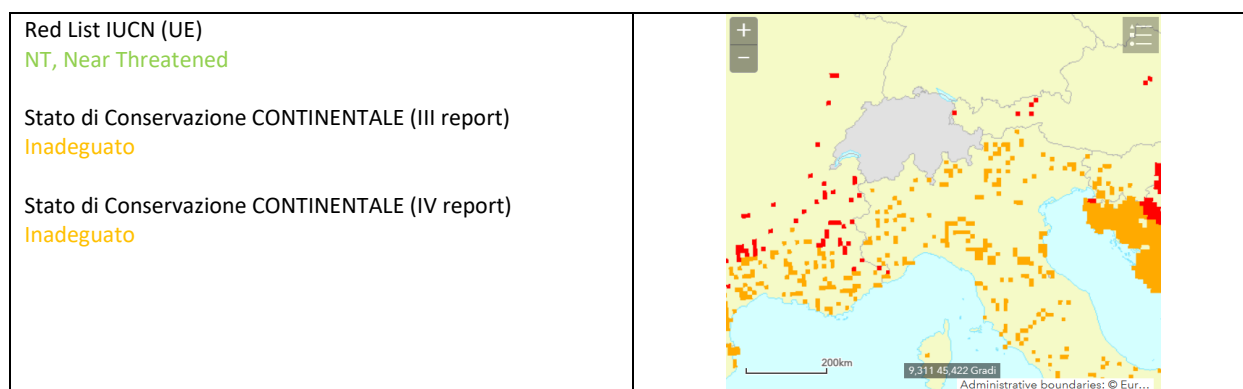 Red List IUCN (UE)
NT, Near Threatened
Stato di Conservazione CONTINENTALE (III report)
Inadeguato
Stato di Conservazione CONTINENTALE (IV report)
Inadeguato
+
−
200km
9,311 45,422 Gradi
Administrative boundaries: © Eur...